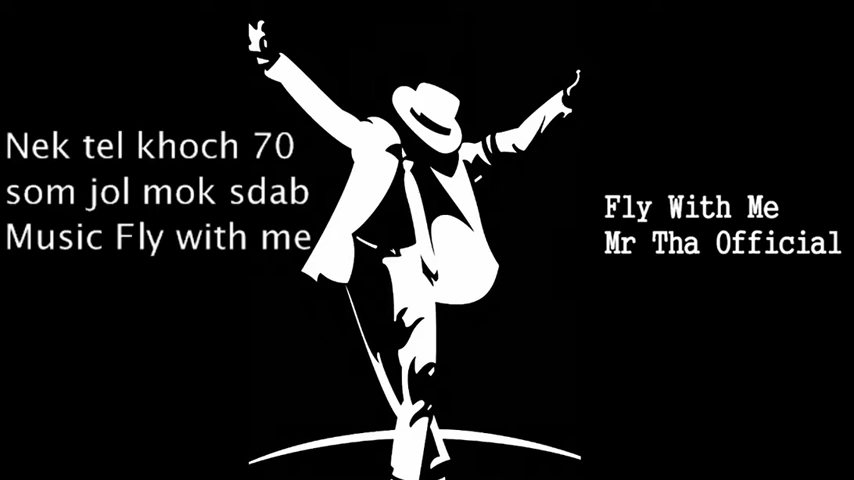 Nek tel khoch 70
som jol mok sdab
Music Fly with me
Fly With Me
Mr Tha Official